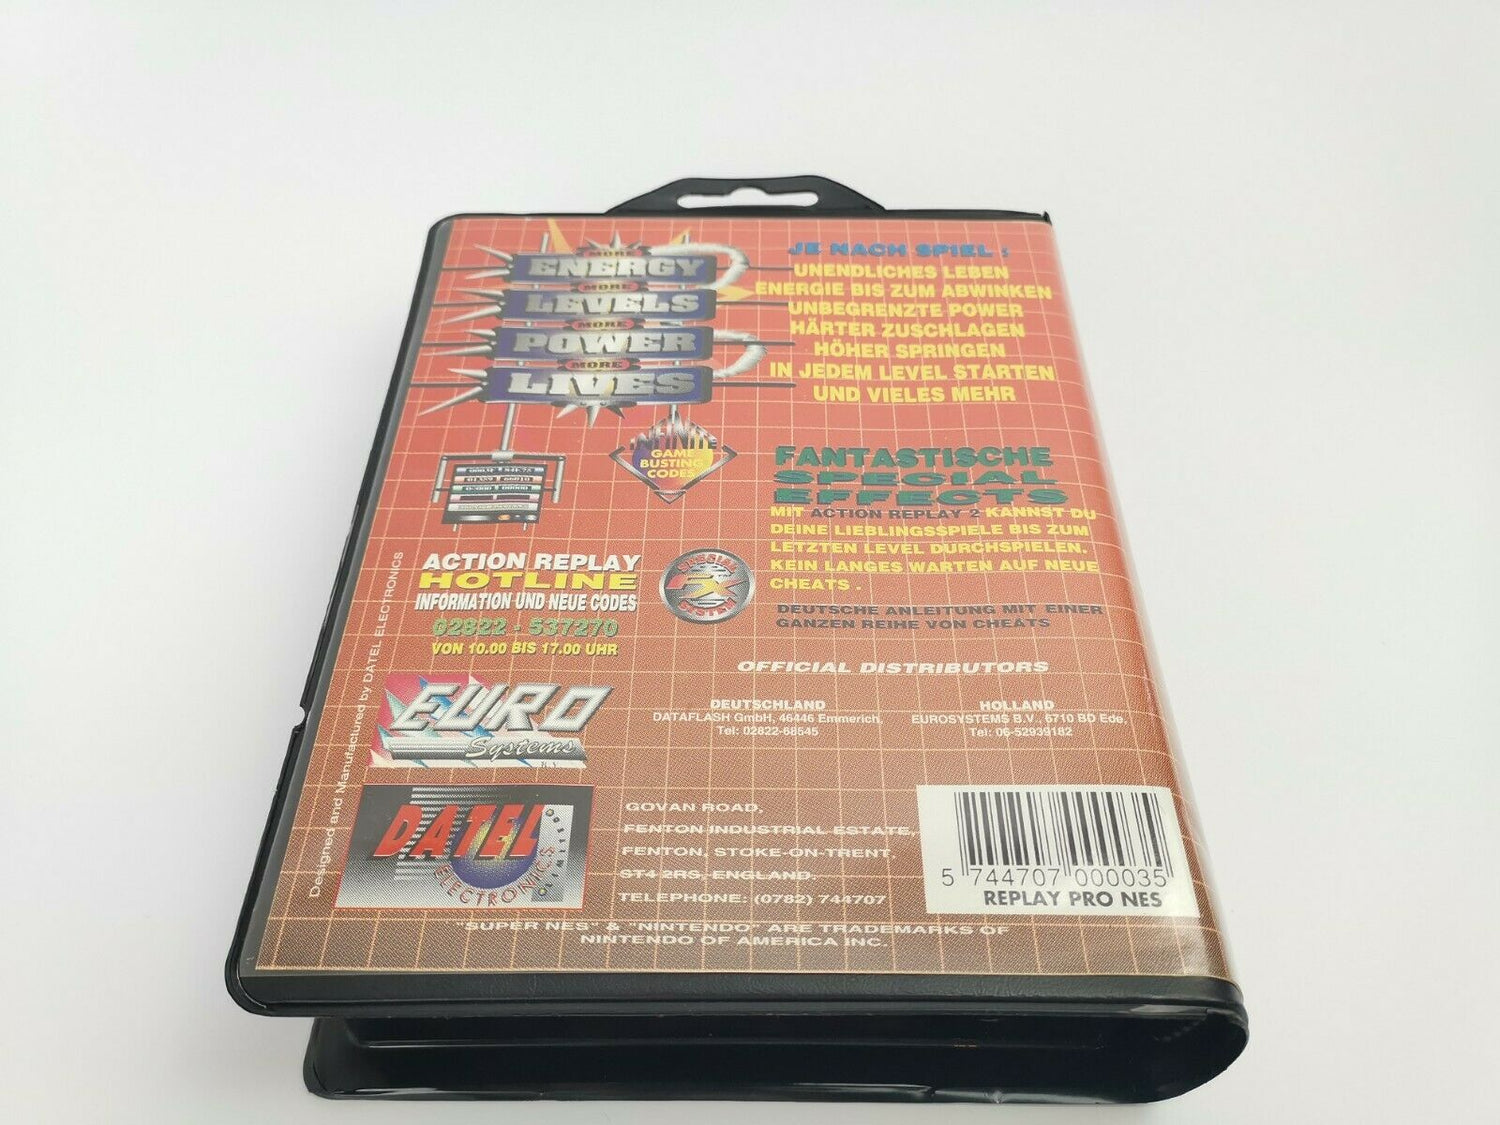 MORE
ENERGY
MORE
LEVELS
MORE
POWER
MORE
LIVES
INFINITE
GAME
BUSTING
CODES
JE NACH SPIEL :
UNENDLICHES LEBEN
ENERGIE BIS ZUM ABWINKEN
UNBEGRENZTE POWER
HÄRTER ZUSCHLAGEN
HÖHER SPRINGEN
IN JEDEM LEVEL STARTEN
UND VIELES MEHR
FANTASTISCHE
SPECIAL
EFFECTS
MIT ACTION REPLAY 2 KANNST DU
DEINE LIEBLINGSSPIELE BIS ZUM
LETZTEN LEVEL DURCHSPIELEN.
KEIN LANGES WARTEN AUF NEUE
CHEATS .
DEUTSCHE ANLEITUNG MIT EINER
GANZEN REIHE VON CHEATS
ACTION REPLAY
HOTLINE
INFORMATION UND NEUE CODES
02822 - 537270
VON 10.00 BIS 17.00 UHR
FX
SYSTEM
OFFICIAL DISTRIBUTORS
EURO
Systems
B.V.
DEUTSCHLAND
DATAFLASH GmbH, 46446 Emmerich,
Tel: 02822-68545
HOLLAND
EUROSYSTEMS B.V., 6710 BD Ede,
Tel: 06-52939182
Designed and Manufactured by DATEL ELECTRONICS
DATEL
ELECTRONICS
LIMITED
GOVAN ROAD,
FENTON INDUSTRIAL ESTATE,
FENTON, STOKE-ON-TRENT,
ST4 2RS, ENGLAND.
TELEPHONE: (0782) 744707
5 744707 000035
REPLAY PRO NES
"SUPER NES" & "NINTENDO" ARE TRADEMARKS OF
NINTENDO OF AMERICA INC.